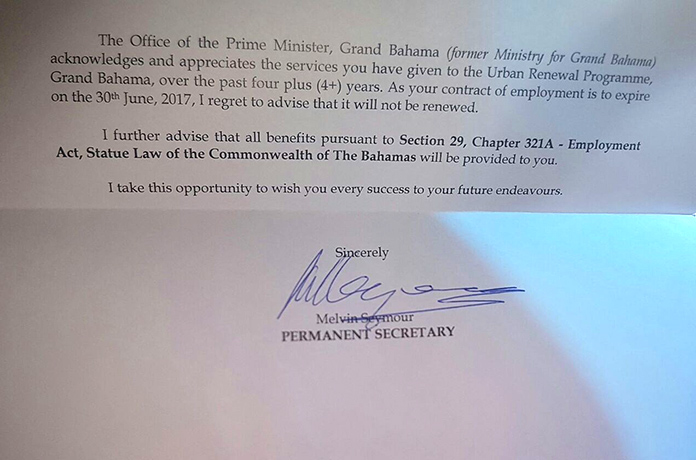 The Office of the Prime Minister, Grand Bahama (former Ministry for Grand Bahama)
acknowledges and appreciates the services you have given to the Urban Renewal Programme,
Grand Bahama, over the past four plus (4+) years. As your contract of employment is to expire
on the 30th June, 2017, I regret to advise that it will not be renewed.
I further advise that all benefits pursuant to Section 29, Chapter 321A - Employment
Act, Statue Law of the Commonwealth of The Bahamas will be provided to you.
I take this opportunity to wish you every success to your future endeavours.
Sincerely
Melvin Seymour
PERMANENT SECRETARY